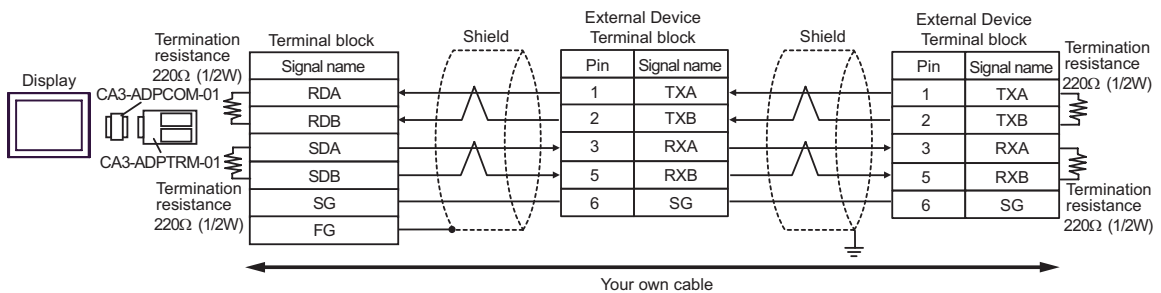 Display
CA3-ADPCOM-01
CA3-ADPTRM-01
Termination
resistance
220Ω (1/2W)
Termination
resistance
220Ω (1/2W)
Terminal block
Signal name
RDA
RDB
SDA
SDB
SG
FG
Shield
External Device
Terminal block
Pin Signal name
1 TXA
2 TXB
3 RXA
5 RXB
6 SG
Shield
External Device
Terminal block
Pin Signal name
1 TXA
2 TXB
3 RXA
5 RXB
6 SG
Termination
resistance
220Ω (1/2W)
Termination
resistance
220Ω (1/2W)
Your own cable